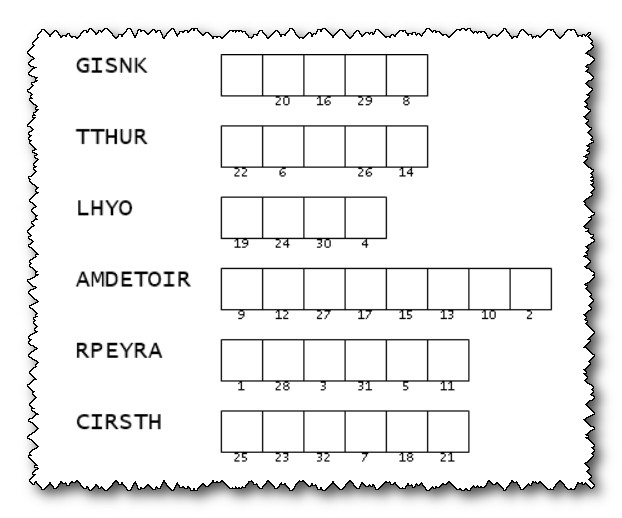 GISNK
20 16 29 8
TTHUR
22 6 26 14
LHYO
19 24 30 4
AMDETOIR
9 12 27 17 15 13 10 2
RPEYRA
1 28 3 31 5 11
CIRSTH
25 23 32 7 18 21